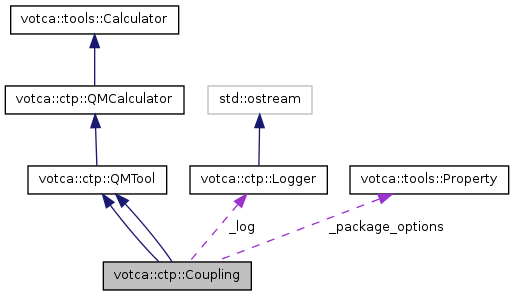 votca::tools::Calculator
votca::ctp::QMCalculator
std::ostream
votca::ctp::QMTool
votca::ctp::Logger
votca::tools::Property
_log
_package_options
votca::ctp::Coupling